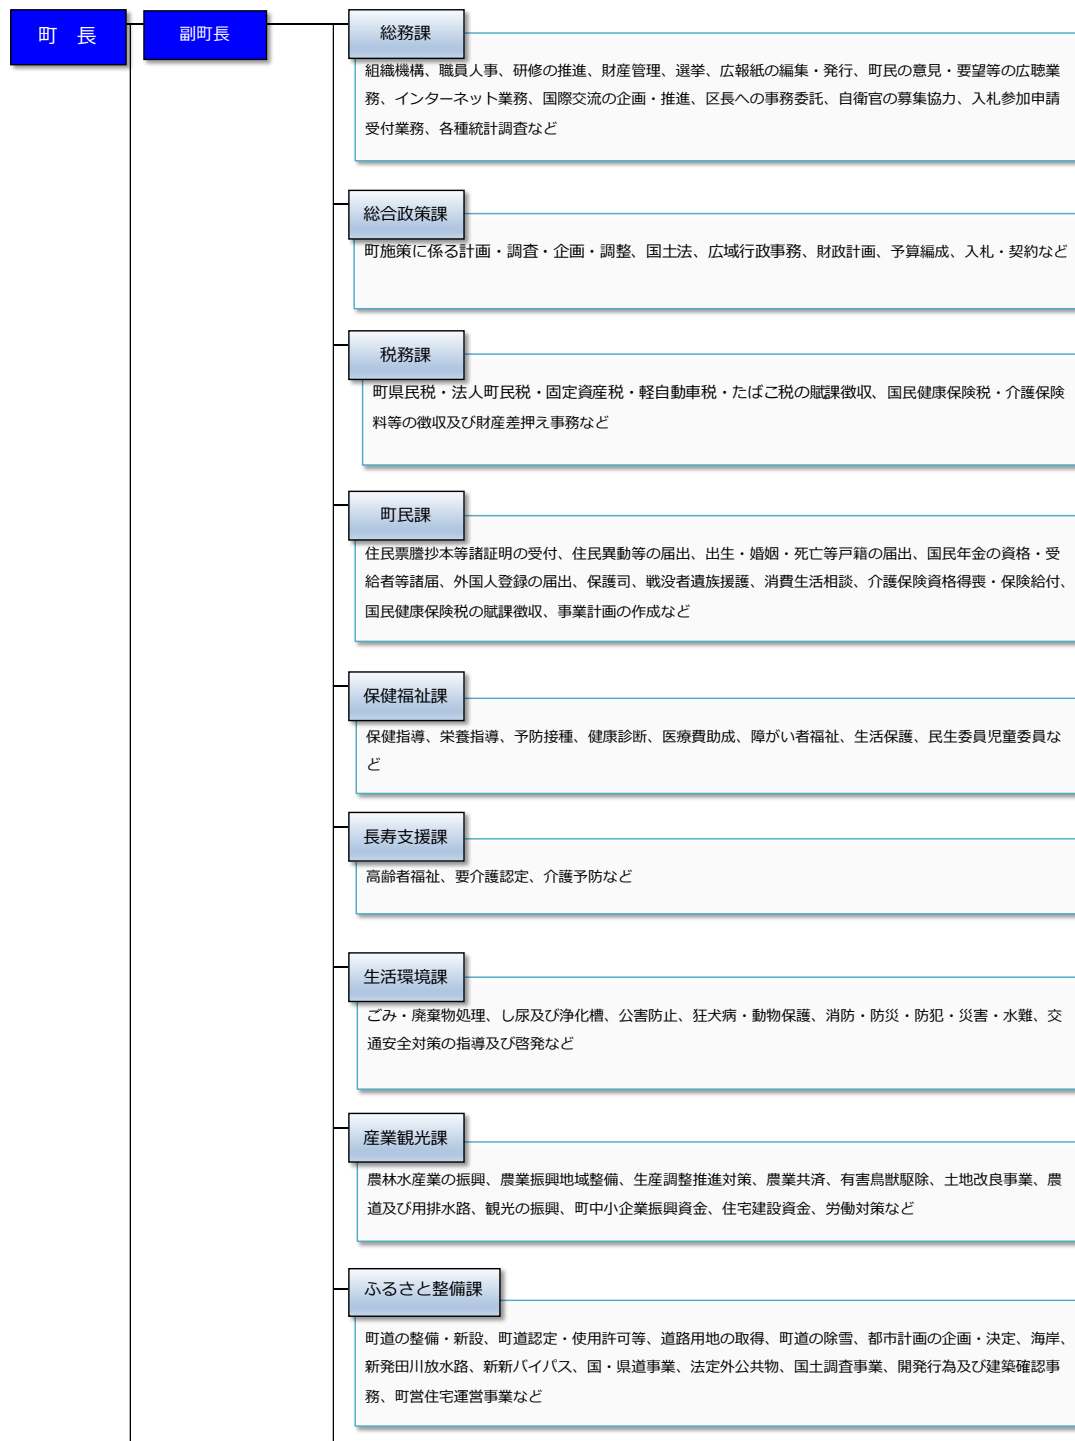 町　長
副町長
総務課
組織機構、職員人事、研修の推進、財産管理、選挙、広報紙の編集・発行、町民の意見・要望等の広聴業
務、インターネット業務、国際交流の企画・推進、区長への事務委託、自衛官の募集協力、入札参加申請
受付業務、各種統計調査など
総合政策課
町施策に係る計画・調査・企画・調整、国土法、広域行政事務、財政計画、予算編成、入札・契約など
税務課
町県民税・法人町民税・固定資産税・軽自動車税・たばこ税の賦課徴収、国民健康保険税・介護保険
料等の徴収及び財産差押え事務など
町民課
住民票謄抄本等諸証明の受付、住民異動等の届出、出生・婚姻・死亡等戸籍の届出、国民年金の資格・受
給者等諸届、外国人登録の届出、保護司、戦没者遺族援護、消費生活相談、介護保険資格得喪・保険給付、
国民健康保険税の賦課徴収、事業計画の作成など
保健福祉課
保健指導、栄養指導、予防接種、健康診断、医療費助成、障がい者福祉、生活保護、民生委員児童委員な
ど
長寿支援課
高齢者福祉、要介護認定、介護予防など
生活環境課
ごみ・廃棄物処理、し尿及び浄化槽、公害防止、狂犬病・動物保護、消防・防災・防犯・災害・水難、交
通安全対策の指導及び啓発など
産業観光課
農林水産業の振興、農業振興地域整備、生産調整推進対策、農業共済、有害鳥獣駆除、土地改良事業、農
道及び用排水路、観光の振興、町中小企業振興資金、住宅建設資金、労働対策など
ふるさと整備課
町道の整備・新設、町道認定・使用許可等、道路用地の取得、町道の除雪、都市計画の企画・決定、海岸、
新発田川放水路、新新バイパス、国・県道事業、法定外公共物、国土調査事業、開発行為及び建築確認事
務、町営住宅運営事業など